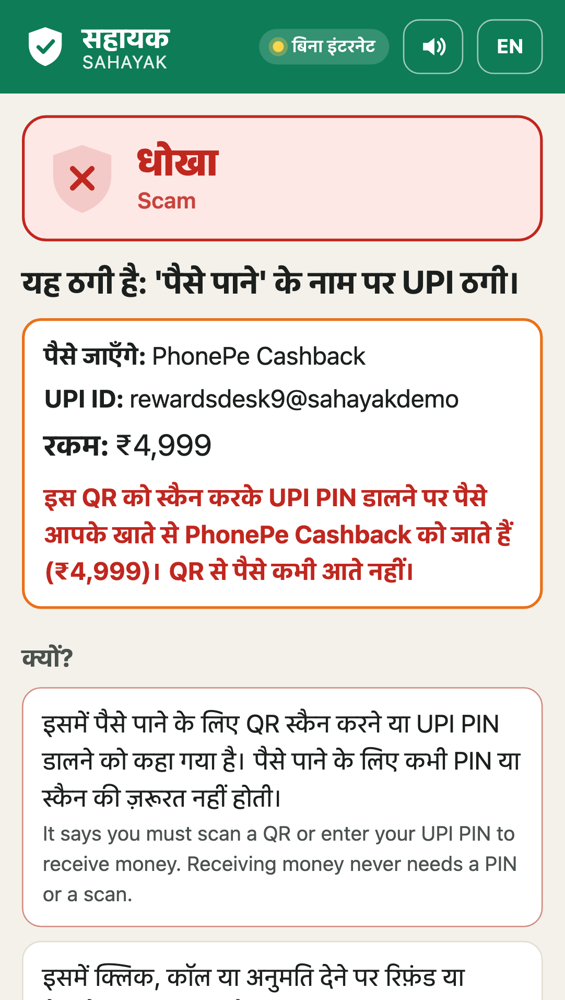 सहायक
SAHAYAK
बिना इंटरनेट
EN
धोखा
Scam
यह ठगी है: 'पैसे पाने' के नाम पर UPI ठगी।
पैसे जाएँगे: PhonePe Cashback
UPI ID: rewardsdesk9@sahayakdemo
रकम: ₹4,999
इस QR को स्कैन करके UPI PIN डालने पर पैसे
आपके खाते से PhonePe Cashback को जाते हैं
(₹4,999)। QR से पैसे कभी आते नहीं।
क्यों?
इसमें पैसे पाने के लिए QR स्कैन करने या UPI PIN
डालने को कहा गया है। पैसे पाने के लिए कभी PIN या
स्कैन की ज़रूरत नहीं होती।
It says you must scan a QR or enter your UPI PIN to
receive money. Receiving money never needs a PIN
or a scan.
इसमें क्लिक, कॉल या अनुमति देने पर रिफ़ंड या